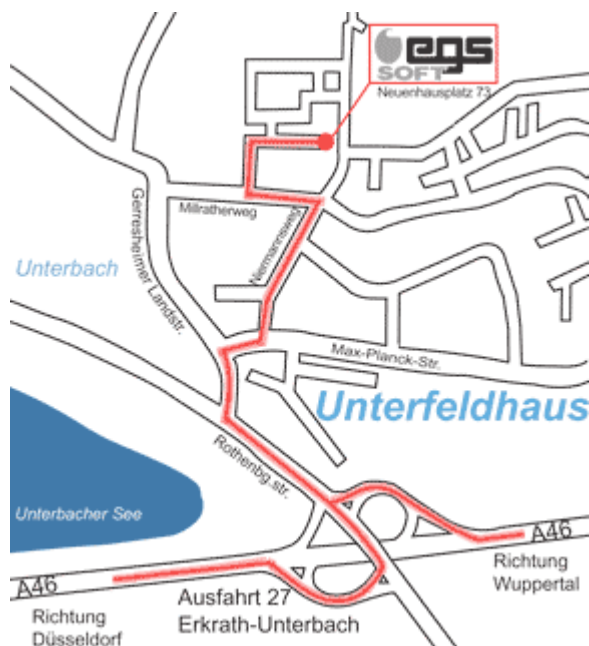 egs
SOFT
Neuenhausplatz 73
Millratherweg
Niermannsweg
Gerresheimer Landstr.
Unterbach
Max-Planck-Str.
Unterfeldhaus
Rothenbg.str.
Unterbacher See
A46
Richtung
Wuppertal
A46
Richtung
Düsseldorf
Ausfahrt 27
Erkrath-Unterbach